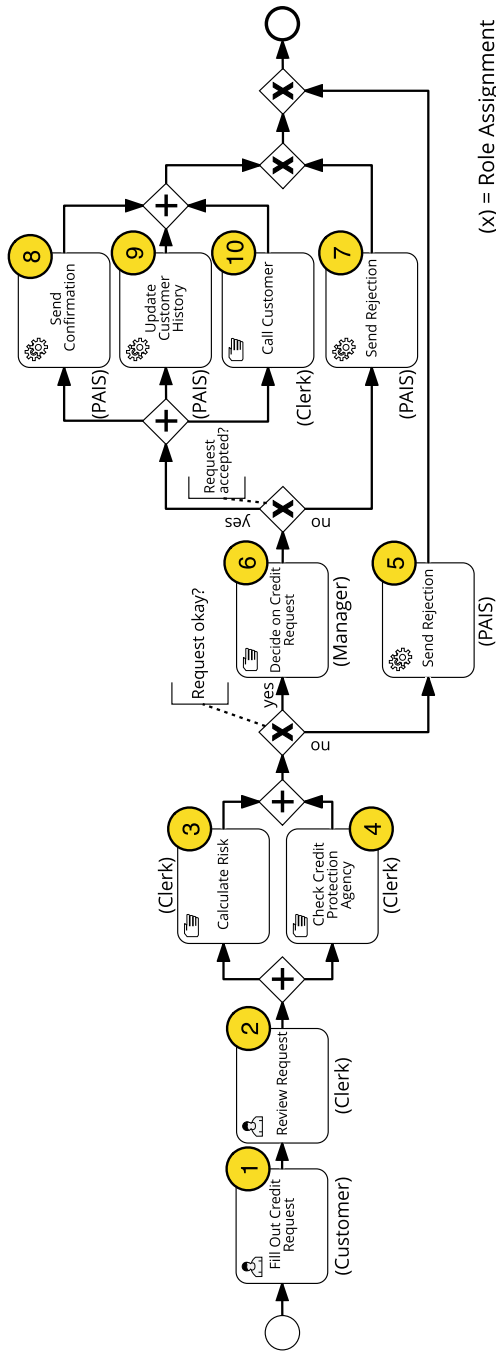 1
Fill Out Credit
Request
(Customer)
2
Review Request
(Clerk)
(Clerk)
3
Calculate Risk
4
Check Credit
Protection
Agency
(Clerk)
Request okay?
yes
no
6
Decide on Credit
Request
(Manager)
5
Send Rejection
(PAIS)
Request
accepted?
yes
no
8
Send
Confirmation
(PAIS)
9
Update
Customer
History
(PAIS)
10
Call Customer
(Clerk)
7
Send Rejection
(PAIS)
(x) = Role Assignment